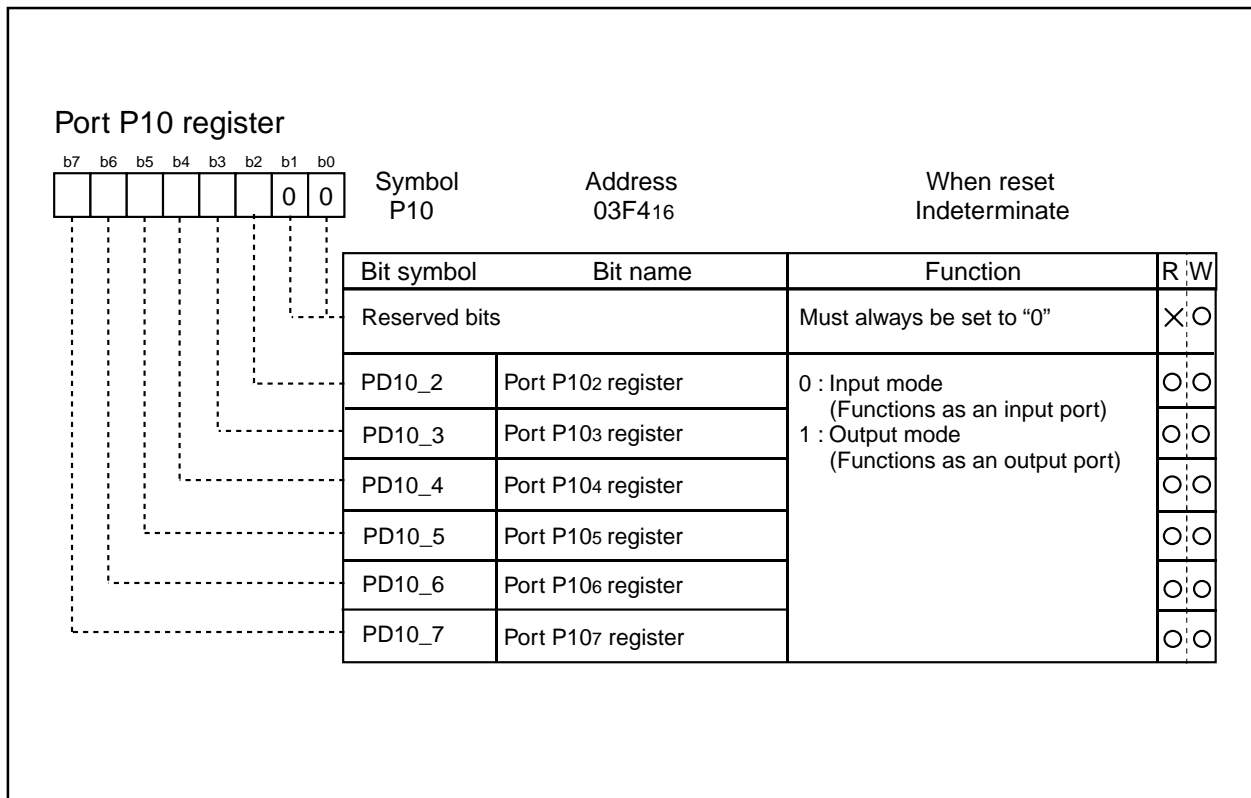 Port P10 register
b7 b6 b5 b4 b3 b2 b1 b0
0 0
Symbol Address When reset
P10 03F416 Indeterminate
Bit symbol Bit name Function R W
Reserved bits Must always be set to “0” X O
PD10_2 Port P102 register 0 : Input mode O O
(Functions as an input port)
PD10_3 Port P103 register 1 : Output mode O O
(Functions as an output port)
PD10_4 Port P104 register O O
PD10_5 Port P105 register O O
PD10_6 Port P106 register O O
PD10_7 Port P107 register O O